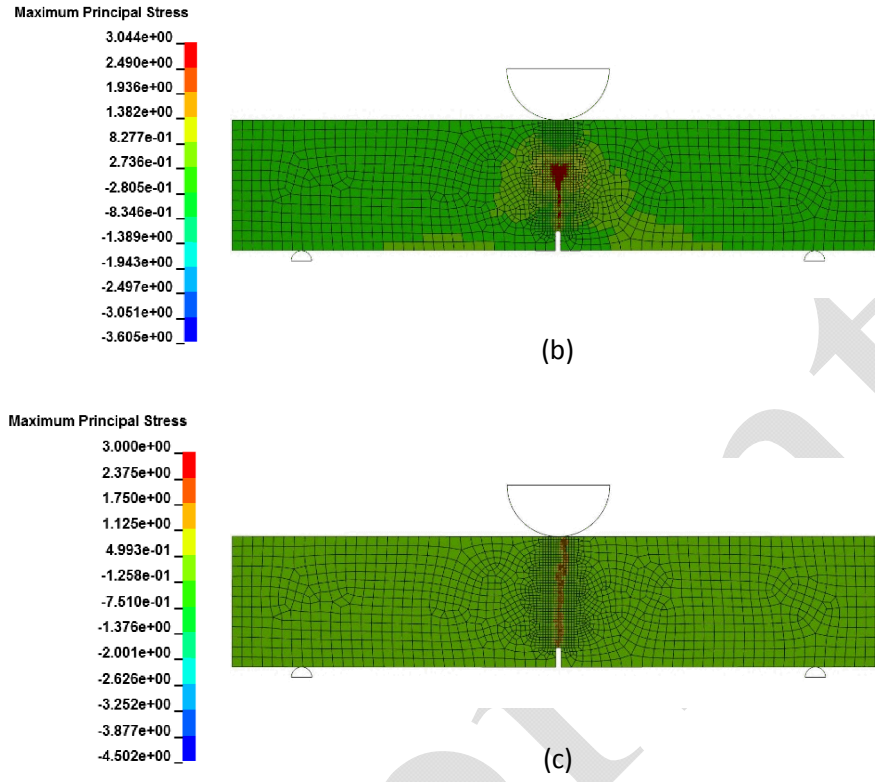 Maximum Principal Stress
3.044e+00
2.490e+00
1.936e+00
1.382e+00
8.277e-01
2.736e-01
-2.805e-01
-8.346e-01
-1.389e+00
-1.943e+00
-2.497e+00
-3.051e+00
-3.605e+00
(b)
Maximum Principal Stress
3.000e+00
2.375e+00
1.750e+00
1.125e+00
4.993e-01
-1.258e-01
-7.510e-01
-1.376e+00
-2.001e+00
-2.626e+00
-3.252e+00
-3.877e+00
-4.502e+00
(c)